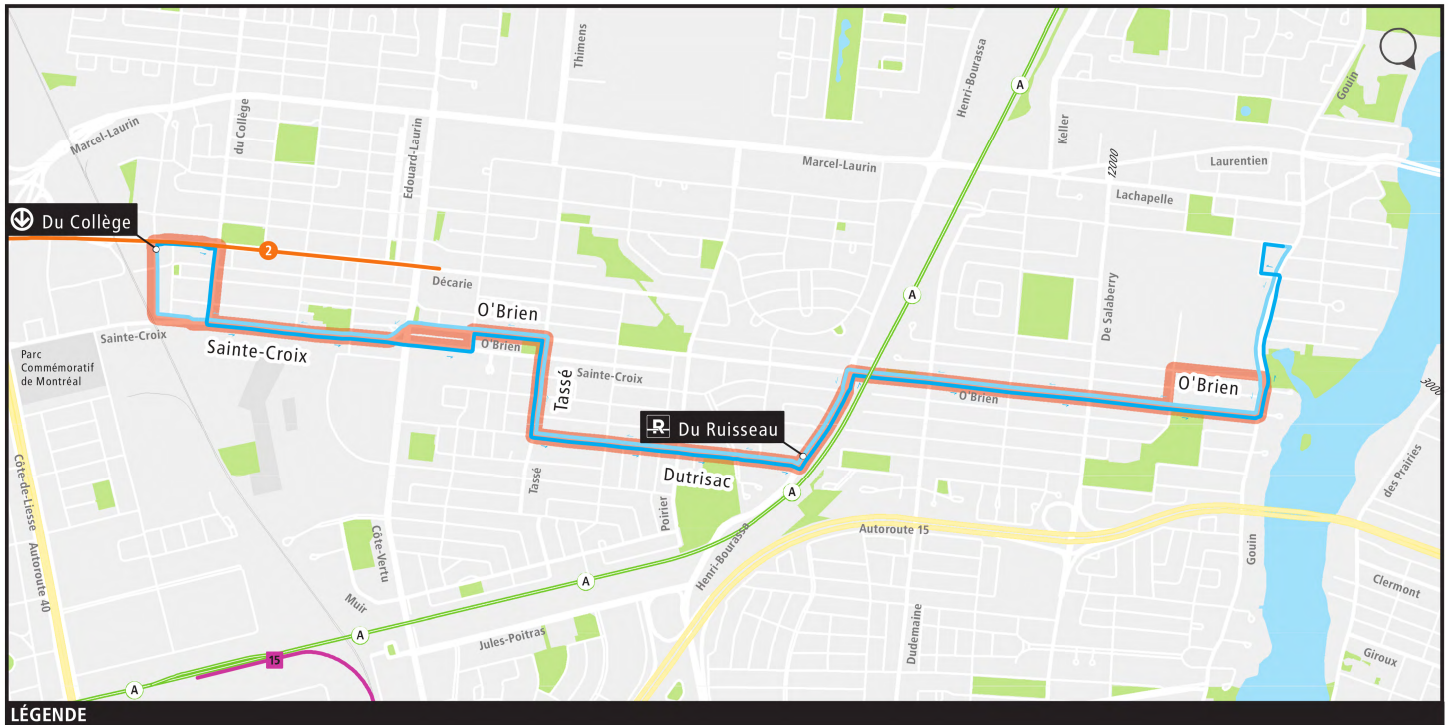 Thimens
Henri-Bourassa
Gouin
A
Keller
du Collège
Marcel-Laurin
Edouard-Laurin
Marcel-Laurin
12000
Laurentien
Lachapelle
Du Collège
2
Décarie
A
De Salaberry
O'Brien
Sainte-Croix
Sainte-Croix
O'Brien
Parc
Commémoratif
de Montréal
Tassé
Sainte-Croix
O'Brien
O'Brien
3000
R Du Ruisseau
Dutrisac
Tassé
Poirier
A
des Prairies
Côte-de-Liesse
Autoroute 40
Côte-Vertu
Henri-Bourassa
Autoroute 15
Gouin
A
Clermont
Muir
A
Jules-Poitras
Dudemaine
Giroux
15
A
LÉGENDE